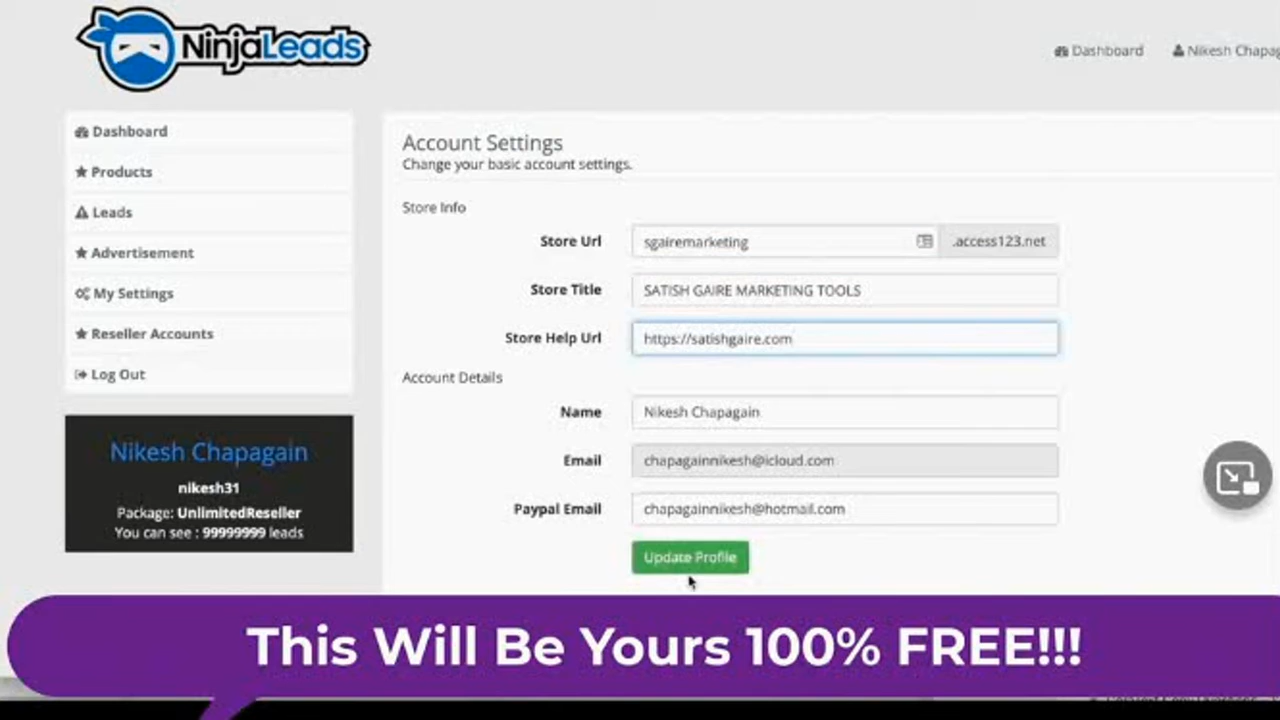 NinjaLeads
Dashboard
Nikesh Chapag
Dashboard
Products
Leads
Advertisement
My Settings
Reseller Accounts
Log Out
Nikesh Chapagain
nikesh31
Package: UnlimitedReseller
You can see : 99999999 leads
Account Settings
Change your basic account settings.
Store Info
Store Url sgairemarketing .access123.net
Store Title SATISH GAIRE MARKETING TOOLS
Store Help Url https://satishgaire.com
Account Details
Name Nikesh Chapagain
Email chapagainnikesh@icloud.com
Paypal Email chapagainnikesh@hotmail.com
Update Profile
This Will Be Yours 100% FREE!!!